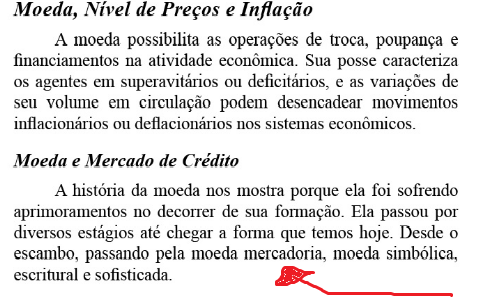 Moeda, Nível de Preços e Inflação
A moeda possibilita as operações de troca, poupança e
financiamentos na atividade econômica. Sua posse caracteriza
os agentes em superavitários ou deficitários, e as variações de
seu volume em circulação podem desencadear movimentos
inflacionários ou deflacionários nos sistemas econômicos.
Moeda e Mercado de Crédito
A história da moeda nos mostra porque ela foi sofrendo
aprimoramentos no decorrer de sua formação. Ela passou por
diversos estágios até chegar a forma que temos hoje. Desde o
escambo, passando pela moeda mercadoria, moeda simbólica,
escritural e sofisticada.